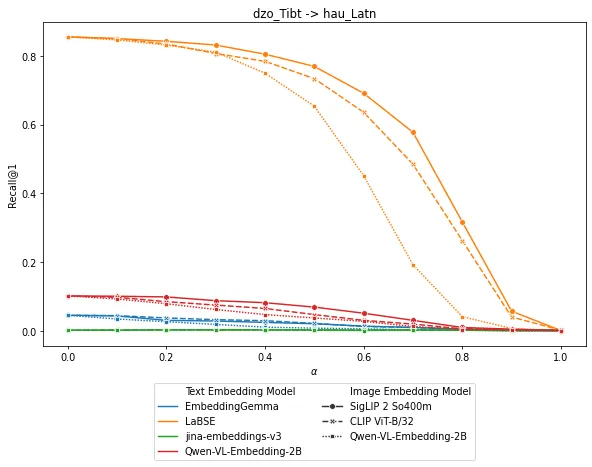 dzo_Tibt -> hau_Latn
0.8
0.6
0.4
0.2
0.0
Recall@1
0.0 0.2 0.4 0.6 0.8 1.0
α
Text Embedding Model Image Embedding Model
EmbeddingGemma SigLIP 2 So400m
LaBSE CLIP ViT-B/32
jina-embeddings-v3 Qwen-VL-Embedding-2B
Qwen-VL-Embedding-2B